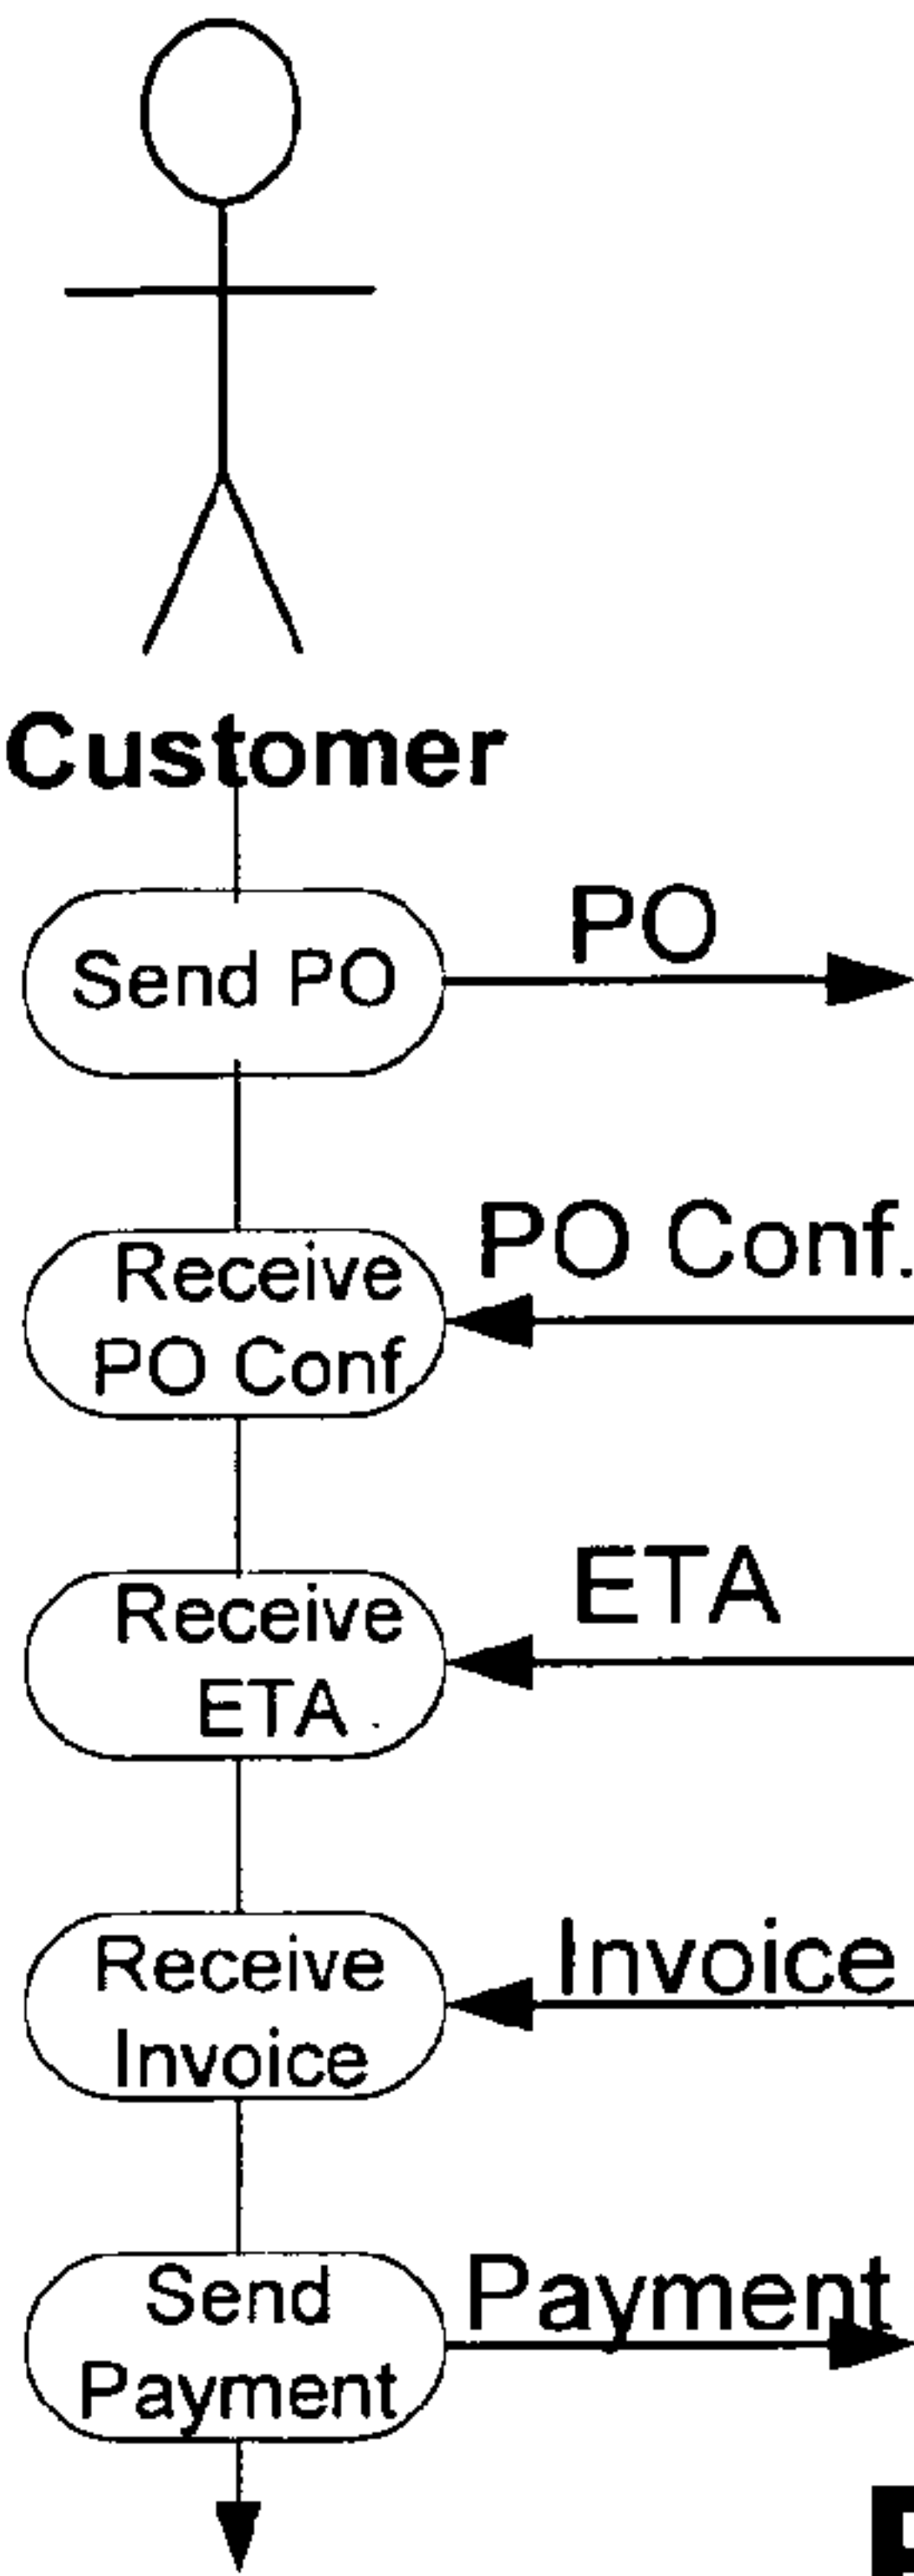 Customer
Send PO
PO
Receive
PO Conf
PO Conf.
Receive
ETA
ETA
Receive
Invoice
Invoice
Send
Payment
Payment